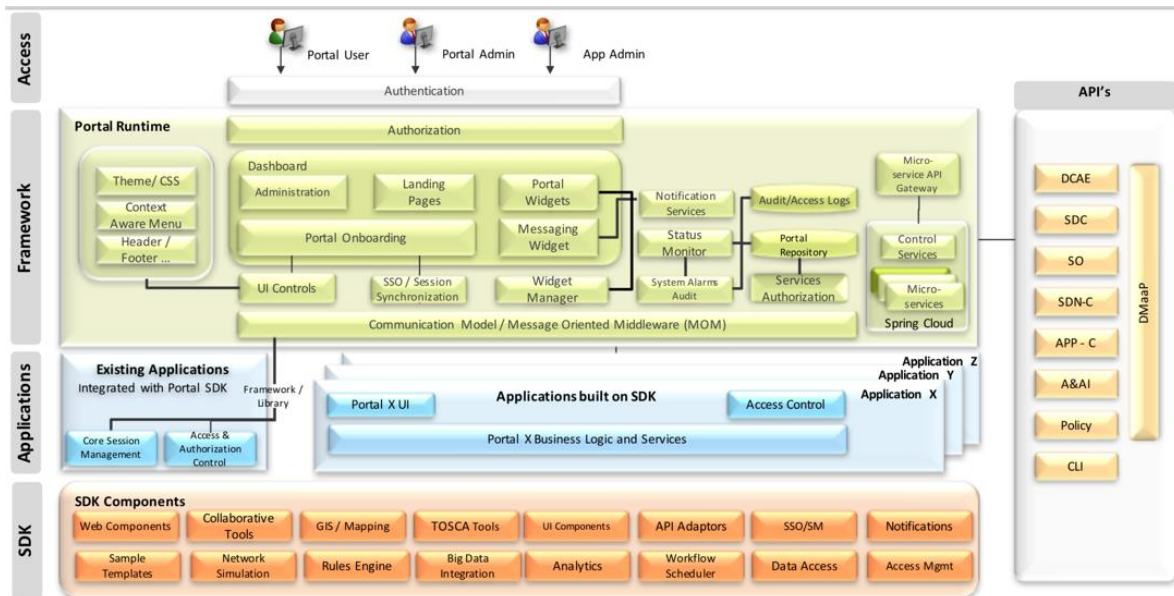 Access
Portal User
Portal Admin
App Admin
Authentication
Framework
Portal Runtime
Authorization
Theme/ CSS
Context
Aware Menu
Header /
Footer ...
Dashboard
Administration
Landing
Pages
Portal
Widgets
Portal Onboarding
Messaging
Widget
UI Controls
SSO / Session
Synchronization
Widget
Manager
Notification
Services
Status
Monitor
System Alarms
Audit
Audit/Access Logs
Portal
Repository
Services
Authorization
Micro-
service API
Gateway
Control
Services
Micro-
services
Spring Cloud
Communication Model / Message Oriented Middleware (MOM)
Applications
Existing Applications
Integrated with Portal SDK
Framework /
Library
Core Session
Management
Access &
Authorization
Control
Application Z
Application Y
Application X
Portal X UI
Applications built on SDK
Access Control
Portal X Business Logic and Services
SDK
SDK Components
Web Components
Collaborative
Tools
GIS / Mapping
TOSCA Tools
UI Components
API Adaptors
SSO/SM
Notifications
Sample
Templates
Network
Simulation
Rules Engine
Big Data
Integration
Analytics
Workflow
Scheduler
Data Access
Access Mgmt
API's
DCAE
SDC
SO
SDN-C
APP - C
A&AI
Policy
CLI
DMaaP